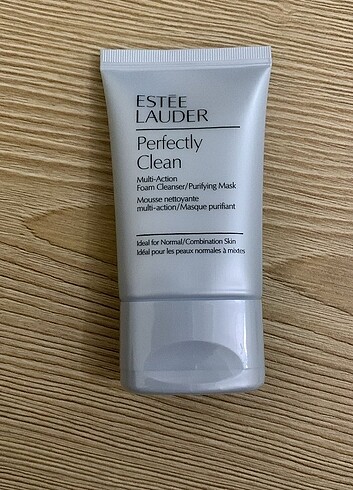 ESTĒE
LAUDER
Perfectly
Clean
Multi-Action
Foam Cleanser/Purifying Mask
Mousse nettoyante
multi-action/Masque purifiant
Ideal for Normal/Combination Skin
Idéal pour les peaux normales à mixtes